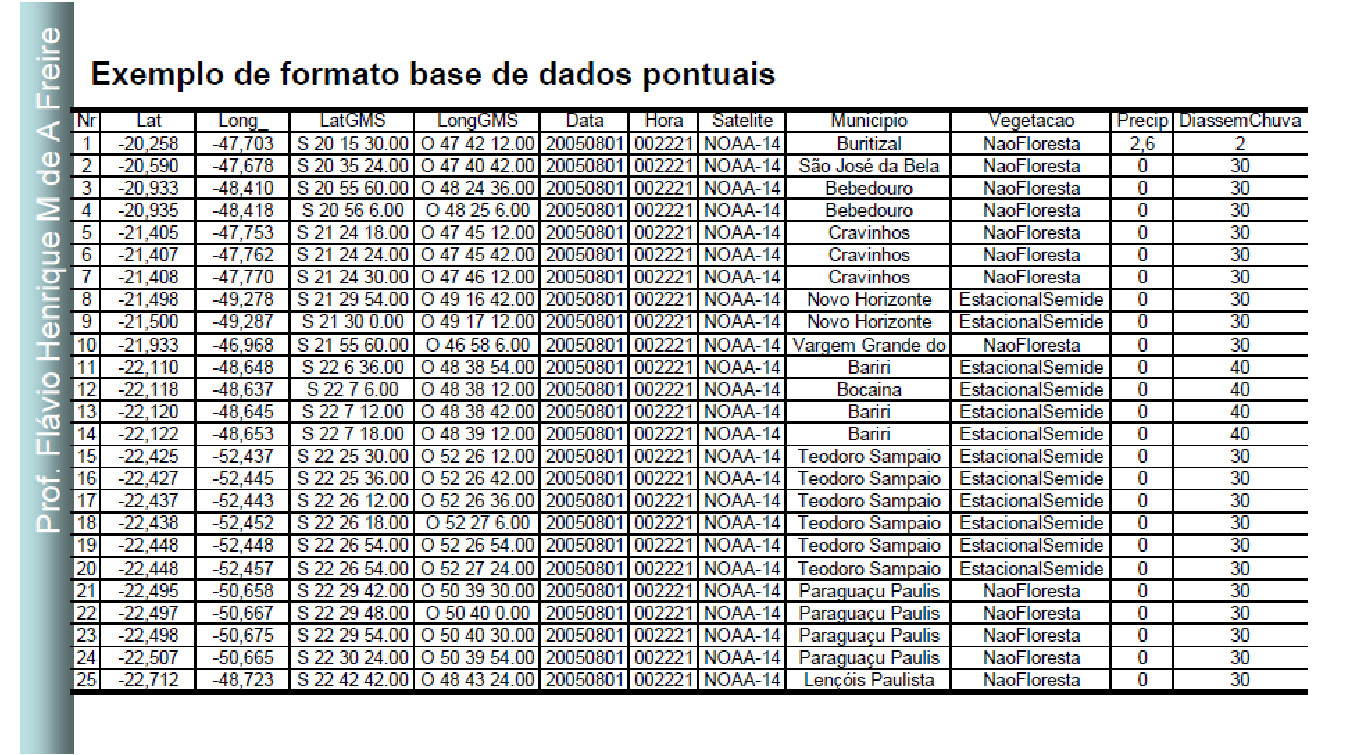 Prof. Flávio Henrique M de A Freire
Exemplo de formato base de dados pontuais
Nr Lat Long_ LatGMS LongGMS Data Hora Satelite Municipio Vegetacao Precip DiassemChuva
1 -20,258 -47,703 S 20 15 30.00 O 47 42 12.00 20050801 002221 NOAA-14 Buritizal NaoFloresta 2,6 2
2 -20,590 -47,678 S 20 35 24.00 O 47 40 42.00 20050801 002221 NOAA-14 São José da Bela NaoFloresta 0 30
3 -20,933 -48,410 S 20 55 60.00 O 48 24 36.00 20050801 002221 NOAA-14 Bebedouro NaoFloresta 0 30
4 -20,935 -48,418 S 20 56 6.00 O 48 25 6.00 20050801 002221 NOAA-14 Bebedouro NaoFloresta 0 30
5 -21,405 -47,753 S 21 24 18.00 O 47 45 12.00 20050801 002221 NOAA-14 Cravinhos NaoFloresta 0 30
6 -21,407 -47,762 S 21 24 24.00 O 47 45 42.00 20050801 002221 NOAA-14 Cravinhos NaoFloresta 0 30
7 -21,408 -47,770 S 21 24 30.00 O 47 46 12.00 20050801 002221 NOAA-14 Cravinhos NaoFloresta 0 30
8 -21,498 -49,278 S 21 29 54.00 O 49 16 42.00 20050801 002221 NOAA-14 Novo Horizonte EstacionalSemide 0 30
9 -21,500 -49,287 S 21 30 0.00 O 49 17 12.00 20050801 002221 NOAA-14 Novo Horizonte EstacionalSemide 0 30
10 -21,933 -46,968 S 21 55 60.00 O 46 58 6.00 20050801 002221 NOAA-14 Vargem Grande do NaoFloresta 0 30
11 -22,110 -48,648 S 22 6 36.00 O 48 38 54.00 20050801 002221 NOAA-14 Bariri EstacionalSemide 0 40
12 -22,118 -48,637 S 22 7 6.00 O 48 38 12.00 20050801 002221 NOAA-14 Bocaina EstacionalSemide 0 40
13 -22,120 -48,645 S 22 7 12.00 O 48 38 42.00 20050801 002221 NOAA-14 Bariri EstacionalSemide 0 40
14 -22,122 -48,653 S 22 7 18.00 O 48 39 12.00 20050801 002221 NOAA-14 Bariri EstacionalSemide 0 40
15 -22,425 -52,437 S 22 25 30.00 O 52 26 12.00 20050801 002221 NOAA-14 Teodoro Sampaio EstacionalSemide 0 30
16 -22,427 -52,445 S 22 25 36.00 O 52 26 42.00 20050801 002221 NOAA-14 Teodoro Sampaio EstacionalSemide 0 30
17 -22,437 -52,443 S 22 26 12.00 O 52 26 36.00 20050801 002221 NOAA-14 Teodoro Sampaio EstacionalSemide 0 30
18 -22,438 -52,452 S 22 26 18.00 O 52 27 6.00 20050801 002221 NOAA-14 Teodoro Sampaio EstacionalSemide 0 30
19 -22,448 -52,448 S 22 26 54.00 O 52 26 54.00 20050801 002221 NOAA-14 Teodoro Sampaio EstacionalSemide 0 30
20 -22,448 -52,457 S 22 26 54.00 O 52 27 24.00 20050801 002221 NOAA-14 Teodoro Sampaio EstacionalSemide 0 30
21 -22,495 -50,658 S 22 29 42.00 O 50 39 30.00 20050801 002221 NOAA-14 Paraguaçu Paulis NaoFloresta 0 30
22 -22,497 -50,667 S 22 29 48.00 O 50 40 0.00 20050801 002221 NOAA-14 Paraguaçu Paulis NaoFloresta 0 30
23 -22,498 -50,675 S 22 29 54.00 O 50 40 30.00 20050801 002221 NOAA-14 Paraguaçu Paulis NaoFloresta 0 30
24 -22,507 -50,665 S 22 30 24.00 O 50 39 54.00 20050801 002221 NOAA-14 Paraguaçu Paulis NaoFloresta 0 30
25 -22,712 -48,723 S 22 42 42.00 O 48 43 24.00 20050801 002221 NOAA-14 Lençóis Paulista NaoFloresta 0 30